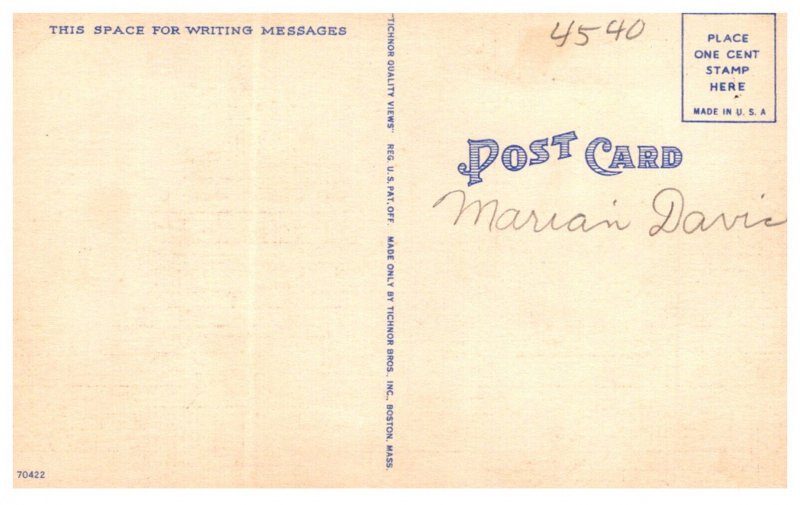 THIS SPACE FOR WRITING MESSAGES
"TICHNOR QUALITY VIEWS" REG. U.S. PAT. OFF. MADE ONLY BY TICHNOR BROS., INC., BOSTON, MASS.
4540
PLACE
ONE CENT
STAMP
HERE
MADE IN U. S. A
POST CARD
Marian Davis
70422